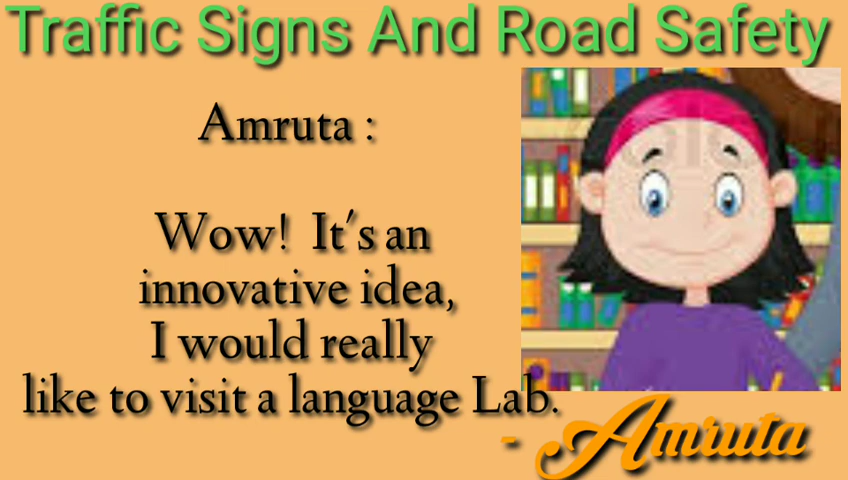 Traffic Signs And Road Safety
Amruta :
Wow! It's an
innovative idea,
I would really
like to visit a language Lab.
- Amruta